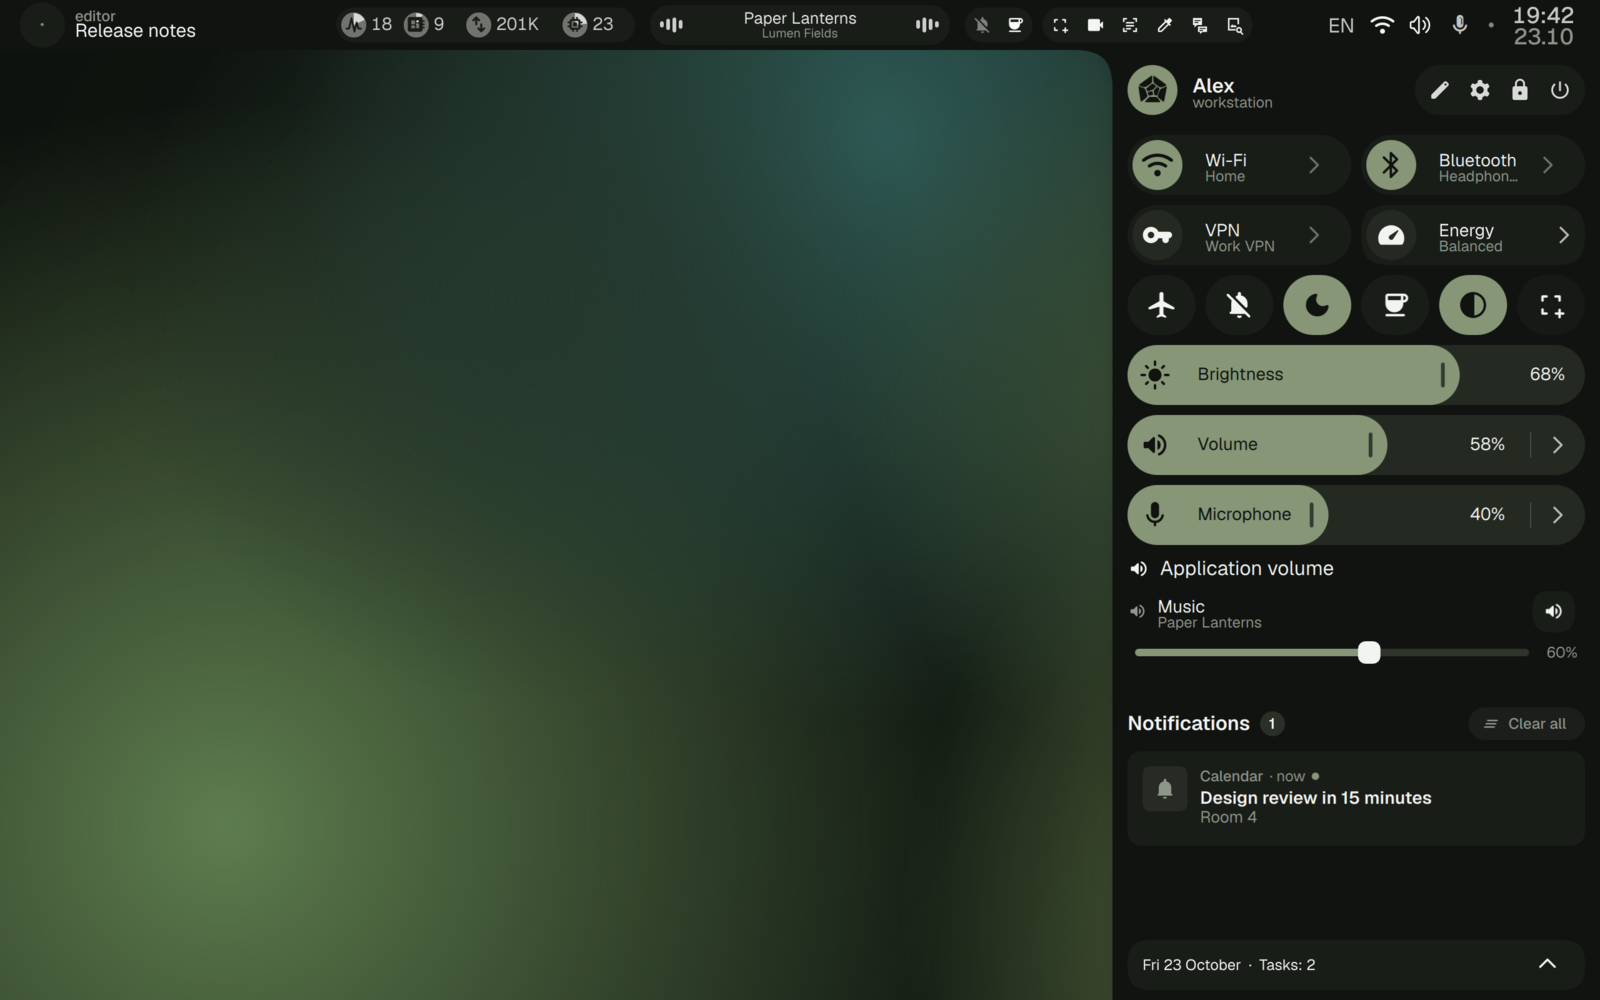 editor
Release notes
18
9
201K
23
Paper Lanterns
Lumen Fields
EN
19:42
23.10
Alex
workstation
Wi-Fi
Home
Bluetooth
Headphon...
VPN
Work VPN
Energy
Balanced
Brightness
68%
Volume
58%
Microphone
40%
Application volume
Music
Paper Lanterns
60%
Notifications 1
Clear all
Calendar · now
Design review in 15 minutes
Room 4
Fri 23 October · Tasks: 2